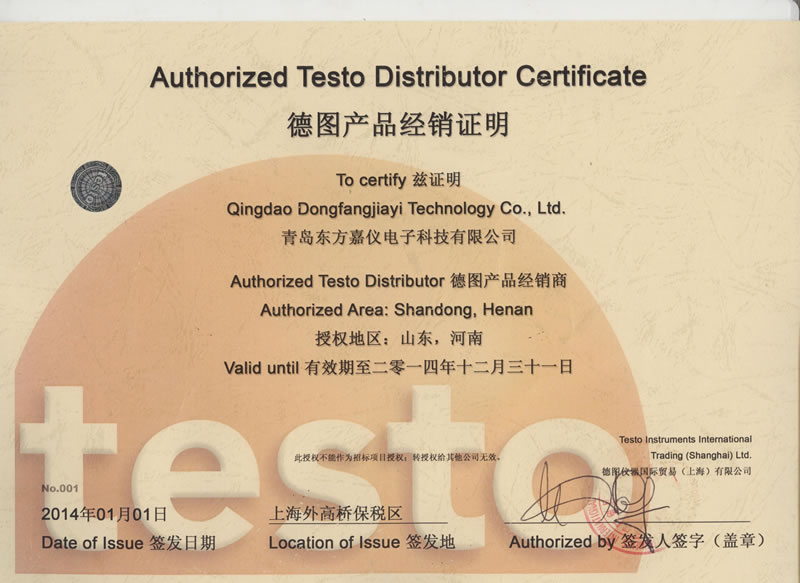 Authorized Testo Distributor Certificate
德图产品经销证明
To certify 兹证明
Qingdao Dongfangjiayi Technology Co., Ltd.
青岛东方嘉仪电子科技有限公司
Authorized Testo Distributor 德图产品经销商
Authorized Area: Shandong, Henan
授权地区：山东，河南
Valid until 有效期至二零一四年十二月三十一日
testo
Testo Instruments International
Trading (Shanghai) Ltd.
德图仪器国际贸易（上海）有限公司
此授权不能作为招标项目授权；转授权给其他公司无效。
No.001
2014年01月01日
上海外高桥保税区
Date of Issue 签发日期
Location of Issue 签发地
Authorized by 签发人签字（盖章）